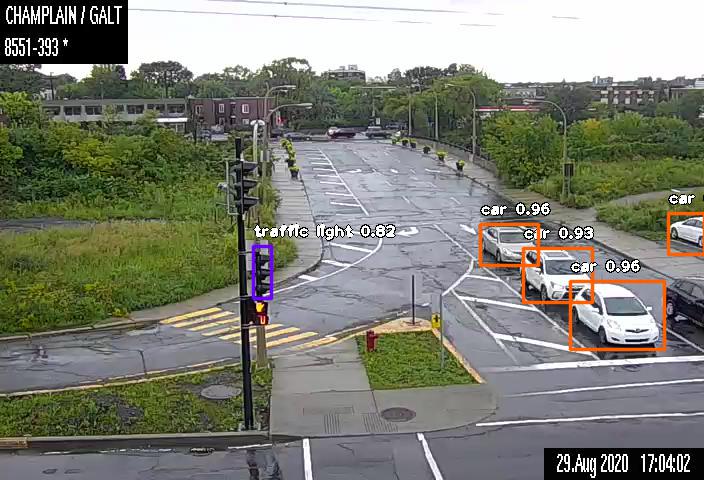 CHAMPLAIN / GALT
8551-393 *
traffic light 0.82
car 0.96
car 0.93
car 0.96
car
29.Aug 2020 17:04:02